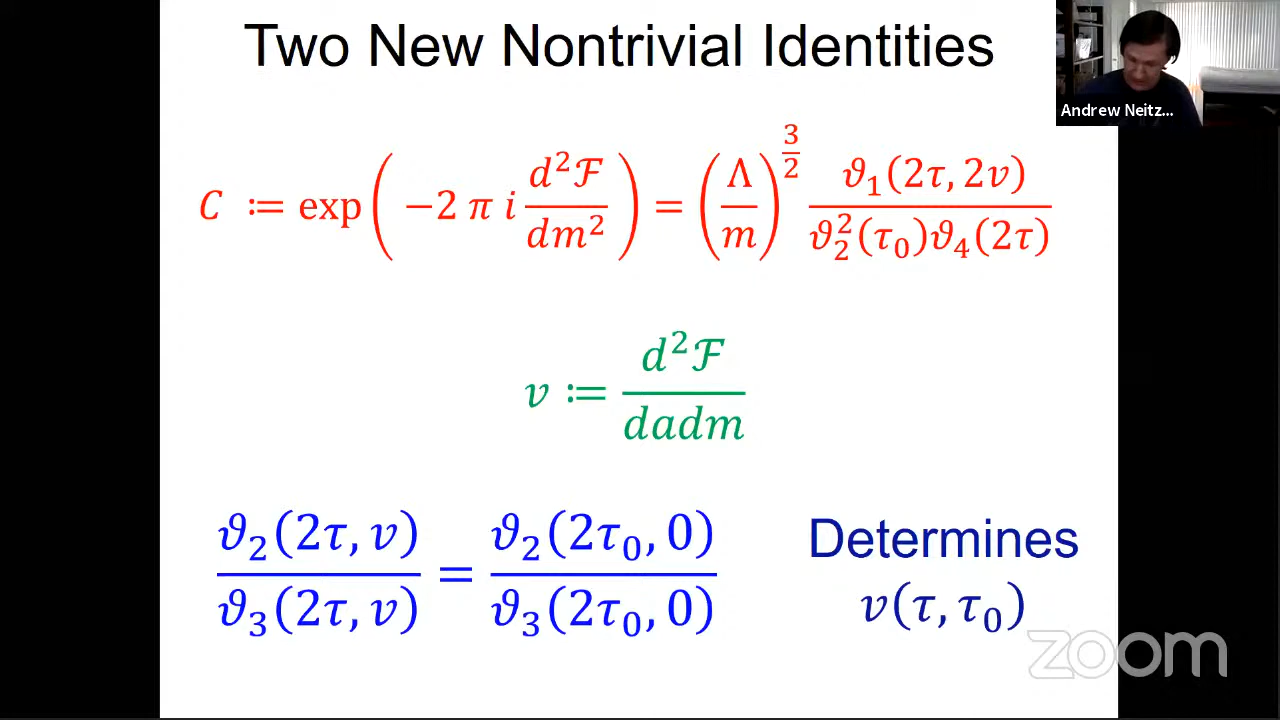 Two New Nontrivial Identities
Andrew Neitz...
C := exp( −2 π i d²ℱ/dm² ) = (Λ/m)^(3/2) ϑ₁(2τ, 2v) / ϑ₂²(τ₀)ϑ₄(2τ)
v := d²ℱ/dadm
ϑ₂(2τ, v)/ϑ₃(2τ, v) = ϑ₂(2τ₀, 0)/ϑ₃(2τ₀, 0)
Determines
v(τ, τ₀)
zoom